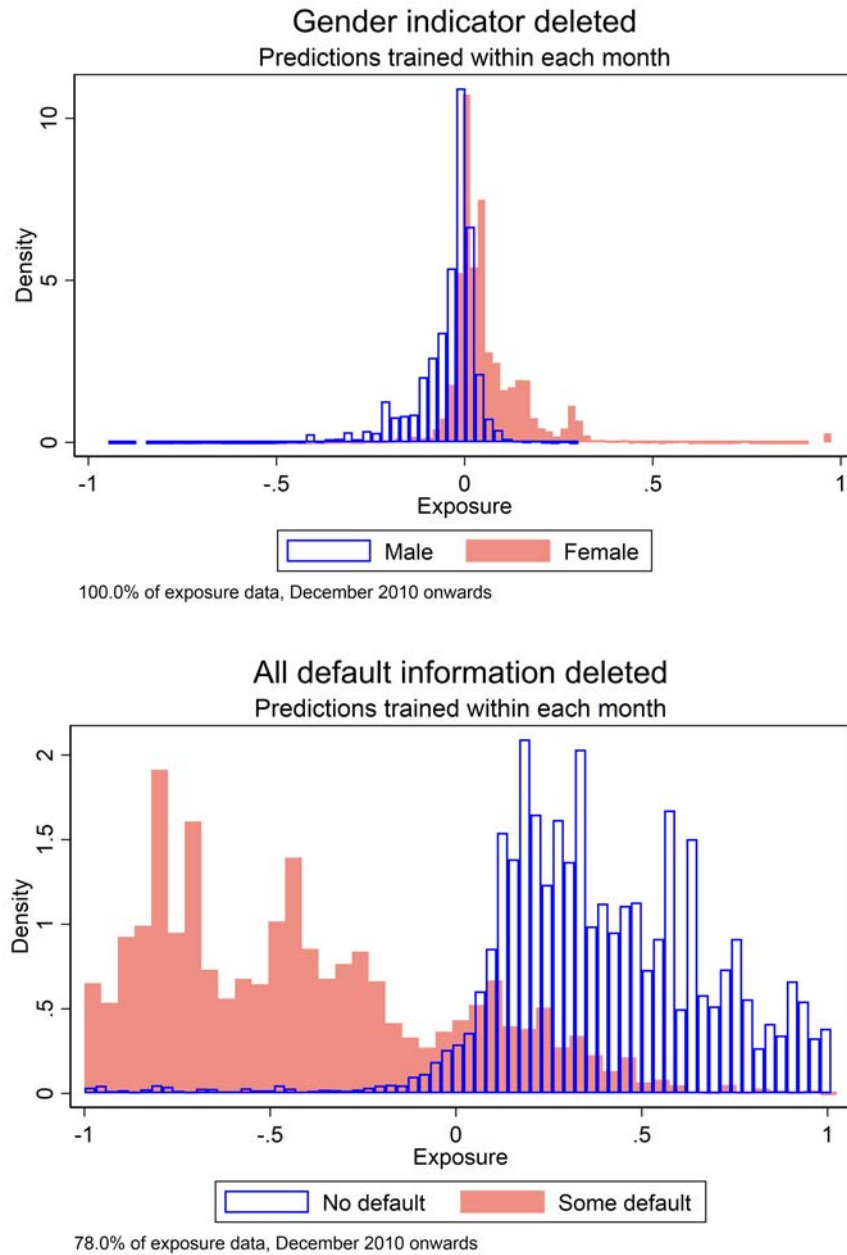 Gender indicator deleted
Predictions trained within each month
10
5
0
Density
-1
-.5
0
.5
1
Exposure
Male
Female
100.0% of exposure data, December 2010 onwards
All default information deleted
Predictions trained within each month
2
1.5
1
.5
0
Density
-1
-.5
0
.5
1
Exposure
No default
Some default
78.0% of exposure data, December 2010 onwards